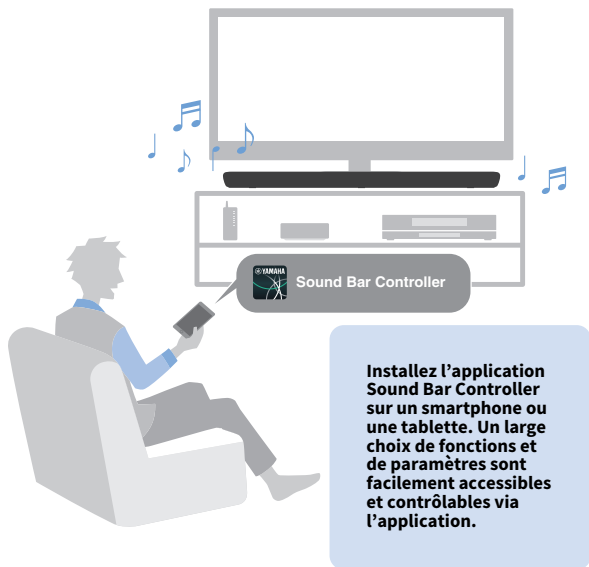 YAMAHA
Sound Bar Controller
Installez l’application
Sound Bar Controller
sur un smartphone ou
une tablette. Un large
choix de fonctions et
de paramètres sont
facilement accessibles
et contrôlables via
l’application.